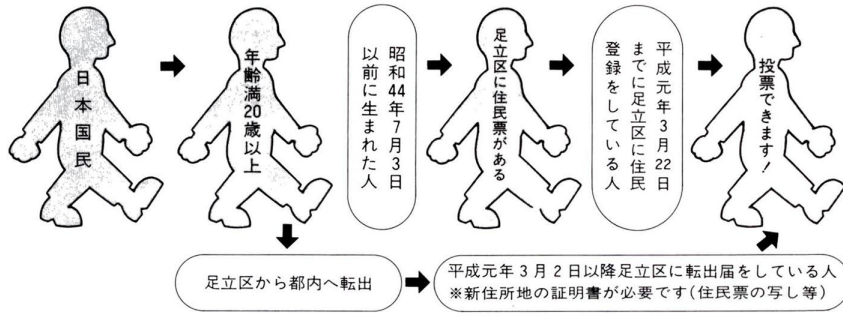 日本国民
年齢満20歳以上
昭和44年7月3日
以前に生まれた人
足立区に住民票がある
平成元年3月22日
までに足立区に住民
登録をしている人
投票できます!
足立区から都内へ転出
平成元年3月2日以降足立区に転出届をしている人
※新住所地の証明書が必要です(住民票の写し等)